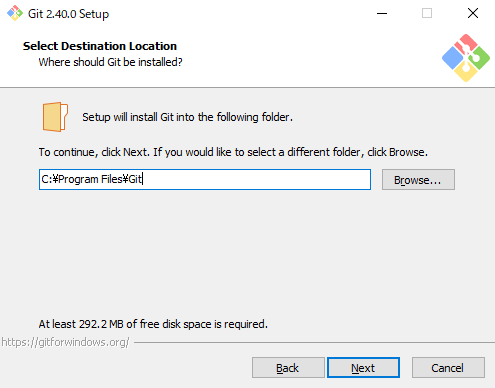 Git 2.40.0 Setup
Select Destination Location
Where should Git be installed?
Setup will install Git into the following folder.
To continue, click Next. If you would like to select a different folder, click Browse.
C:¥Program Files¥Git
Browse...
At least 292.2 MB of free disk space is required.
https://gitforwindows.org/
Back
Next
Cancel